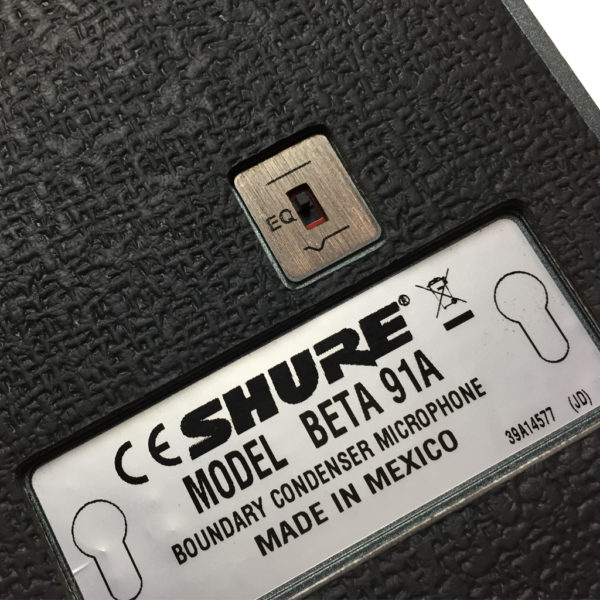 EQ
CE SHURE®
MODEL BETA 91A
BOUNDARY CONDENSER MICROPHONE
MADE IN MEXICO
39A14577 (JD)